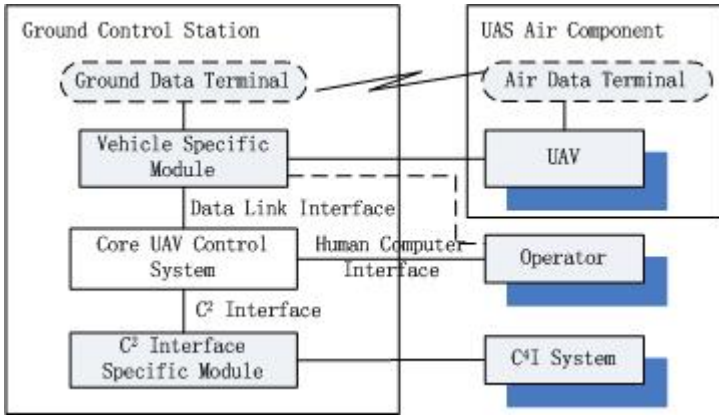 Ground Control Station
UAS Air Component
Ground Data Terminal
Air Data Terminal
Vehicle Specific
Module
UAV
Data Link Interface
Core UAV Control
System
Human Computer
Interface
Operator
C² Interface
C² Interface
Specific Module
C⁴I System